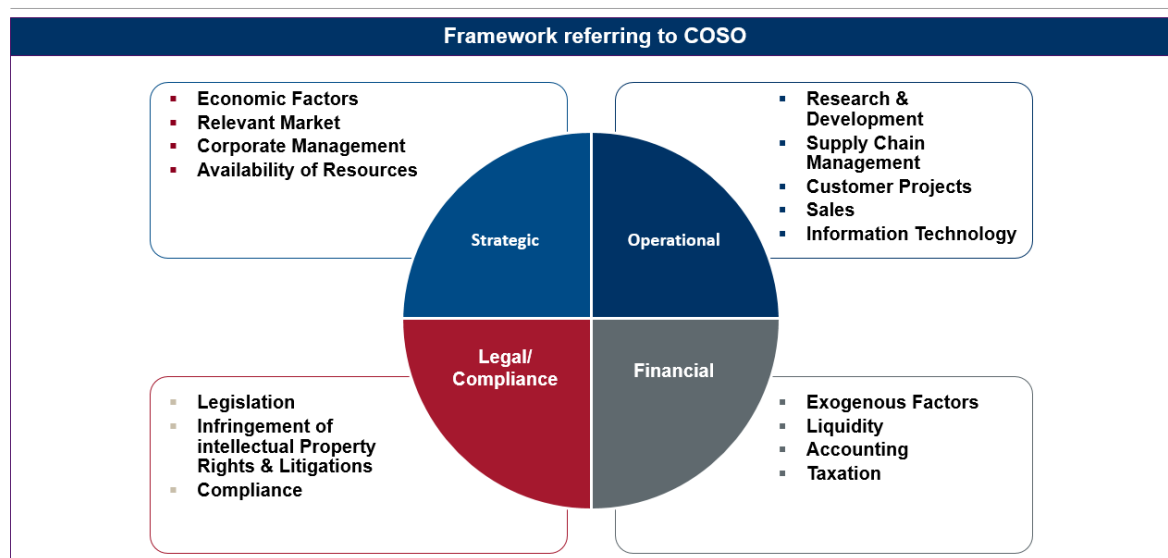 Framework referring to COSO
Economic Factors
Relevant Market
Corporate Management
Availability of Resources
Research &
Development
Supply Chain
Management
Customer Projects
Sales
Information Technology
Strategic
Operational
Legal/
Compliance
Financial
Legislation
Infringement of
intellectual Property
Rights & Litigations
Compliance
Exogenous Factors
Liquidity
Accounting
Taxation